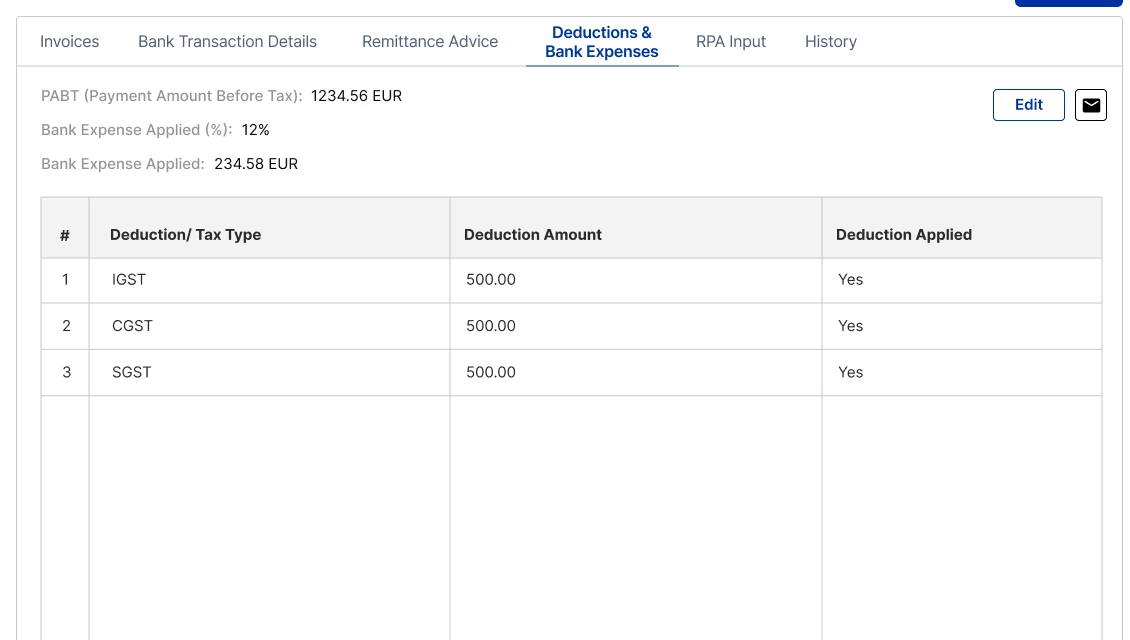 Invoices Bank Transaction Details Remittance Advice Deductions & Bank Expenses RPA Input History
PABT (Payment Amount Before Tax): 1234.56 EUR
Edit
Bank Expense Applied (%): 12%
Bank Expense Applied: 234.58 EUR
# Deduction/ Tax Type Deduction Amount Deduction Applied
1 IGST 500.00 Yes
2 CGST 500.00 Yes
3 SGST 500.00 Yes